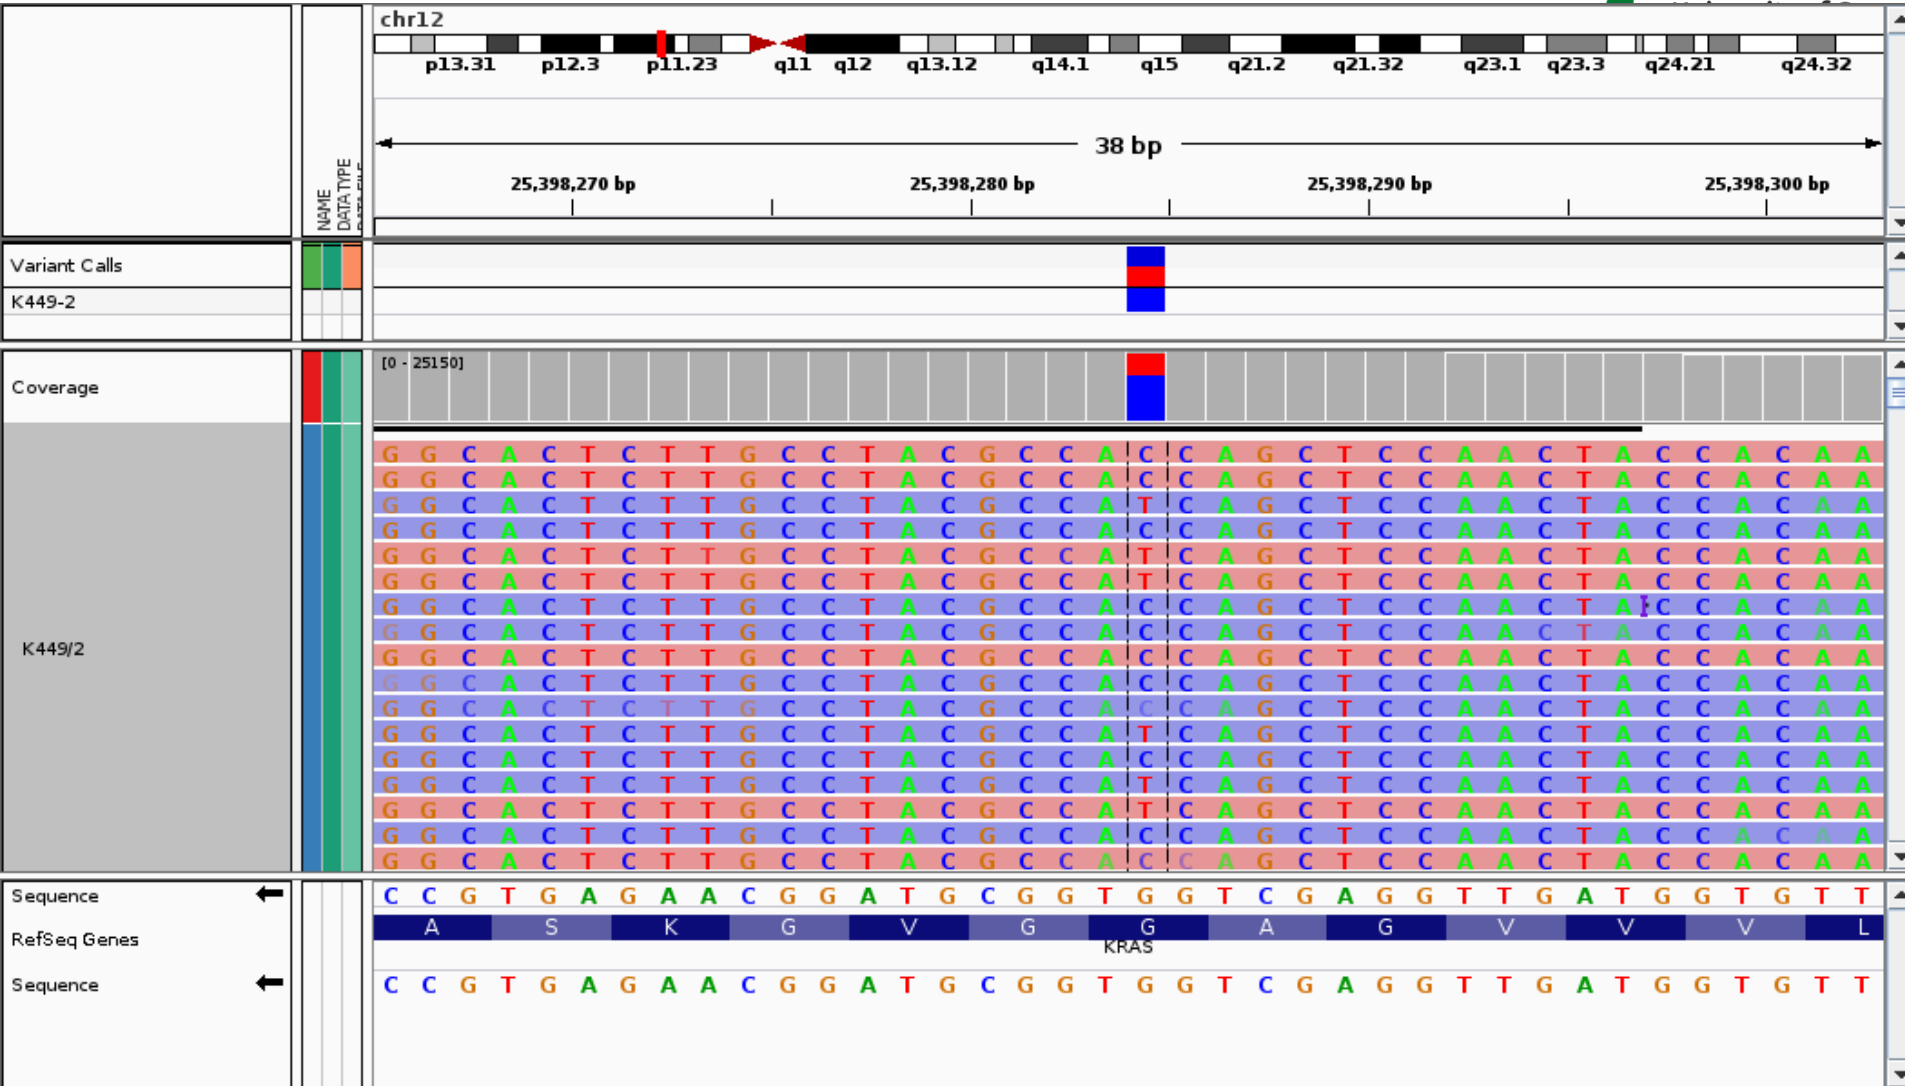 chr12
p13.31 p12.3 p11.23 q11 q12 q13.12 q14.1 q15 q21.2 q21.32 q23.1 q23.3 q24.21 q24.32
38 bp
25,398,270 bp 25,398,280 bp 25,398,290 bp 25,398,300 bp
NAME
DATA TYPE
Variant Calls
K449-2
[0 - 25150]
Coverage
K449/2
G G C A C T C T T G C C T A C G C C A C C A G C T C C A A C T A C C A C A A
G G C A C T C T T G C C T A C G C C A C C A G C T C C A A C T A C C A C A A
G G C A C T C T T G C C T A C G C C A T C A G C T C C A A C T A C C A C A A
G G C A C T C T T G C C T A C G C C A C C A G C T C C A A C T A C C A C A A
G G C A C T C T T G C C T A C G C C A T C A G C T C C A A C T A C C A C A A
G G C A C T C T T G C C T A C G C C A T C A G C T C C A A C T A C C A C A A
G G C A C T C T T G C C T A C G C C A C C A G C T C C A A C T A C C A C A A
G G C A C T C T T G C C T A C G C C A C C A G C T C C A A C T A C C A C A A
G G C A C T C T T G C C T A C G C C A C C A G C T C C A A C T A C C A C A A
G G C A C T C T T G C C T A C G C C A C C A G C T C C A A C T A C C A C A A
G G C A C T C T T G C C T A C G C C A C C A G C T C C A A C T A C C A C A A
G G C A C T C T T G C C T A C G C C A T C A G C T C C A A C T A C C A C A A
G G C A C T C T T G C C T A C G C C A C C A G C T C C A A C T A C C A C A A
G G C A C T C T T G C C T A C G C C A T C A G C T C C A A C T A C C A C A A
G G C A C T C T T G C C T A C G C C A T C A G C T C C A A C T A C C A C A A
G G C A C T C T T G C C T A C G C C A C C A G C T C C A A C T A C C A C A A
G G C A C T C T T G C C T A C G C C A C C A G C T C C A A C T A C C A C A A
Sequence C C G T G A G A A C G G A T G C G G T G G T C G A G G T T G A T G G T G T T
RefSeq Genes A S K G V G G A G V V V L
KRAS
Sequence C C G T G A G A A C G G A T G C G G T G G T C G A G G T T G A T G G T G T T